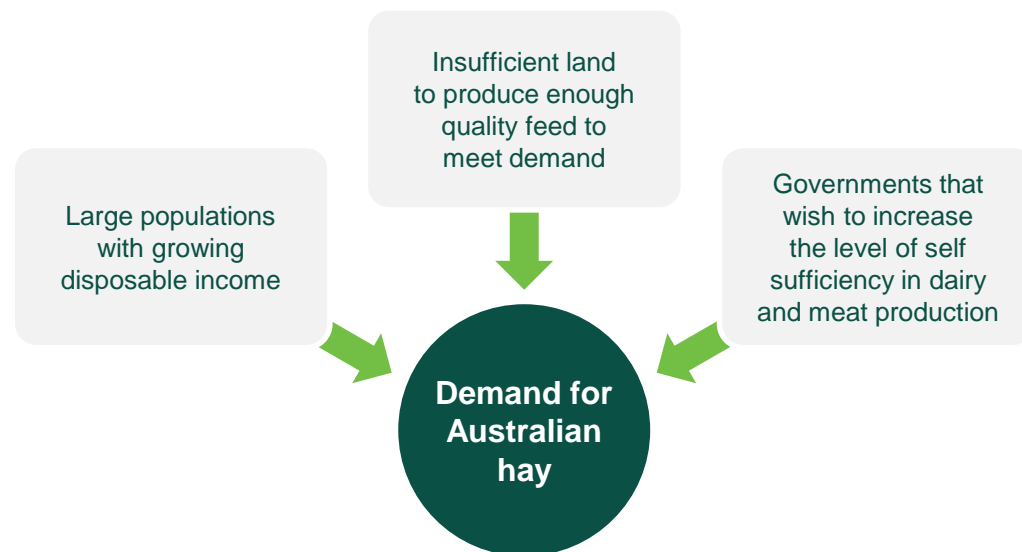 Insufficient land
to produce enough
quality feed to
meet demand
Large populations
with growing
disposable income
Governments that
wish to increase
the level of self
sufficiency in dairy
and meat production
Demand for
Australian
hay